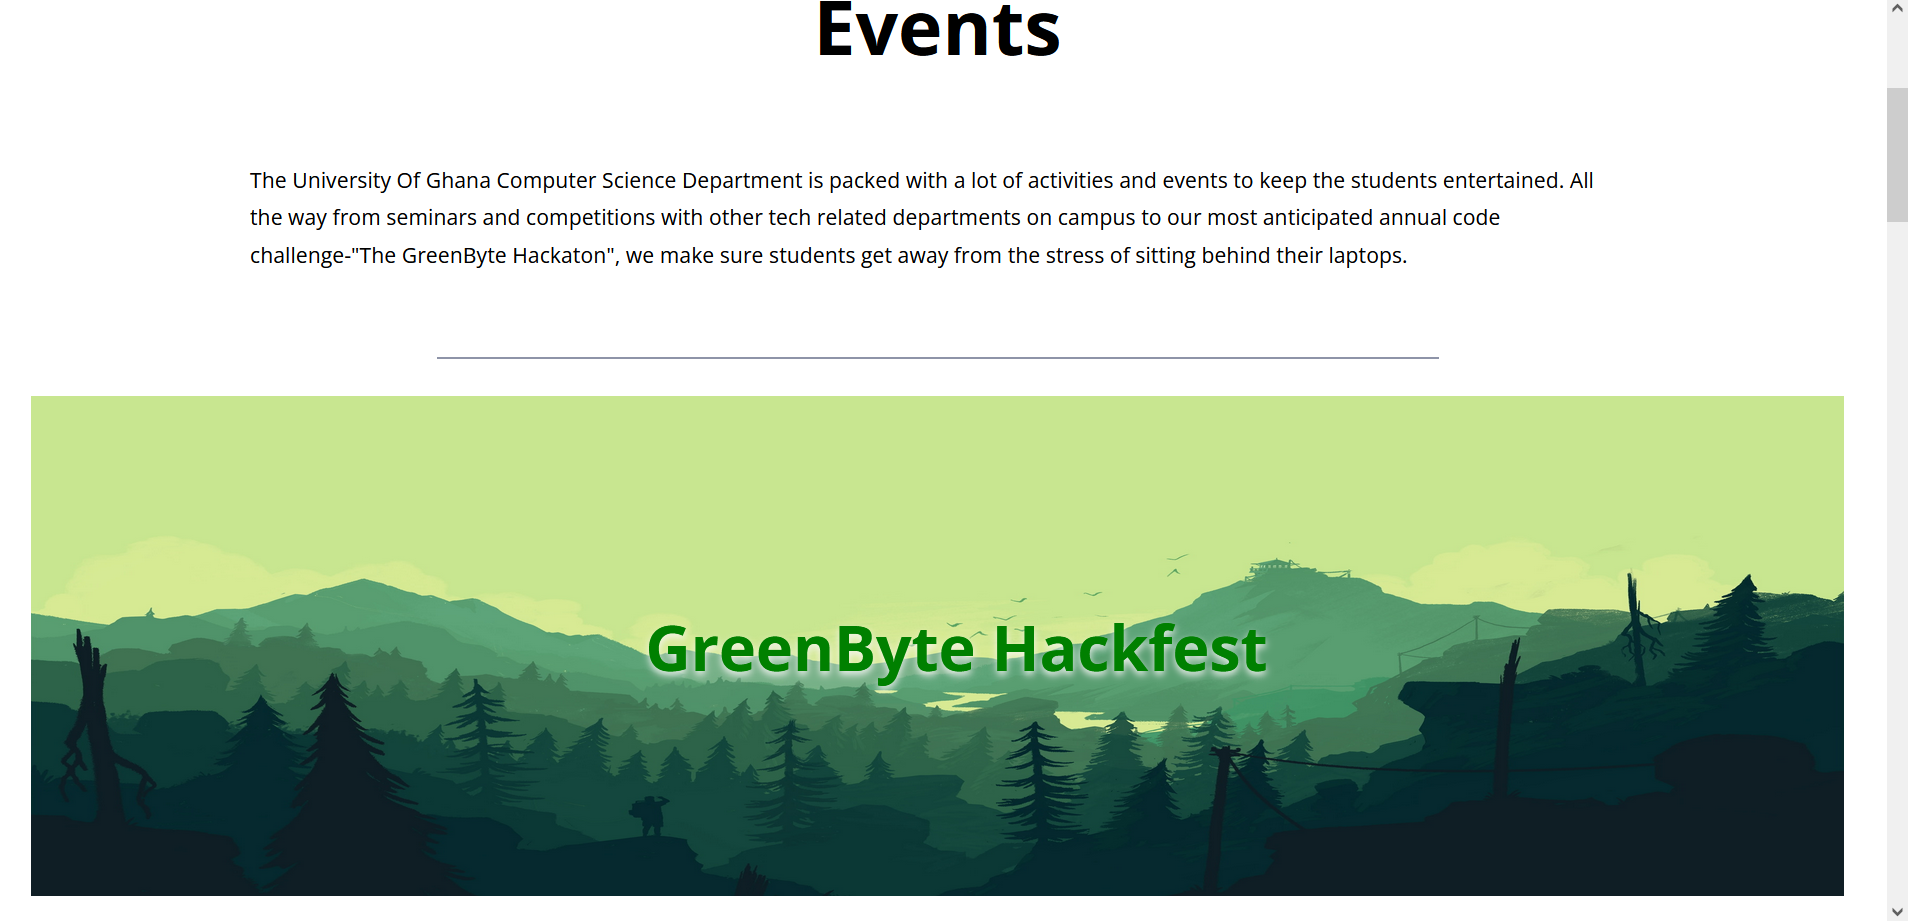 Events
The University Of Ghana Computer Science Department is packed with a lot of activities and events to keep the students entertained. All
the way from seminars and competitions with other tech related departments on campus to our most anticipated annual code
challenge-"The GreenByte Hackaton", we make sure students get away from the stress of sitting behind their laptops.
GreenByte Hackfest